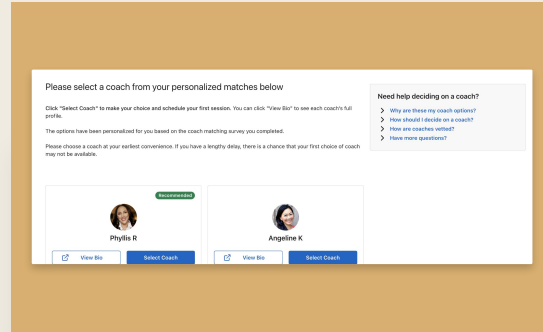 Please select a coach from your personalized matches below
Click "Select Coach" to make your choice and schedule your first session. You can click "View Bio" to see each coach's full
profile.
The options have been personalized for you based on the coach matching survey you completed.
Please choose a coach at your earliest convenience. If you have a lengthy delay, there is a chance that your first choice of coach
may not be available.
Need help deciding on a coach?
Why are these my coach options?
How should I decide on a coach?
How are coaches vetted?
Have more questions?
Recommended
Phyllis R
View Bio
Select Coach
Angeline K
View Bio
Select Coach